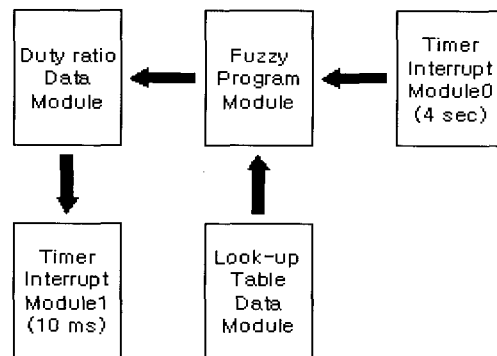 Duty ratio
Data
Module
Fuzzy
Program
Module
Timer
Interrupt
Module0
(4 sec)
Timer
Interrupt
Module1
(10 ms)
Look-up
Table
Data
Module